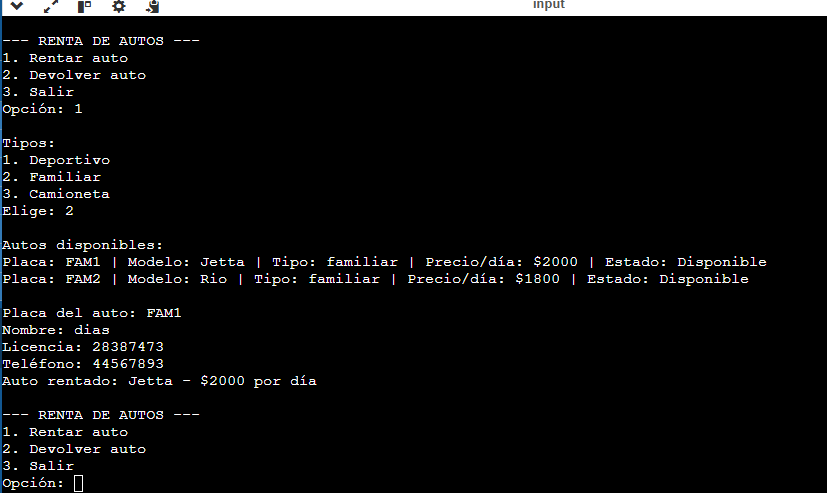 input
--- RENTA DE AUTOS ---
1. Rentar auto
2. Devolver auto
3. Salir
Opción: 1
Tipos:
1. Deportivo
2. Familiar
3. Camioneta
Elige: 2
Autos disponibles:
Placa: FAM1 | Modelo: Jetta | Tipo: familiar | Precio/día: $2000 | Estado: Disponible
Placa: FAM2 | Modelo: Rio | Tipo: familiar | Precio/día: $1800 | Estado: Disponible
Placa del auto: FAM1
Nombre: dias
Licencia: 28387473
Teléfono: 44567893
Auto rentado: Jetta - $2000 por día
--- RENTA DE AUTOS ---
1. Rentar auto
2. Devolver auto
3. Salir
Opción: